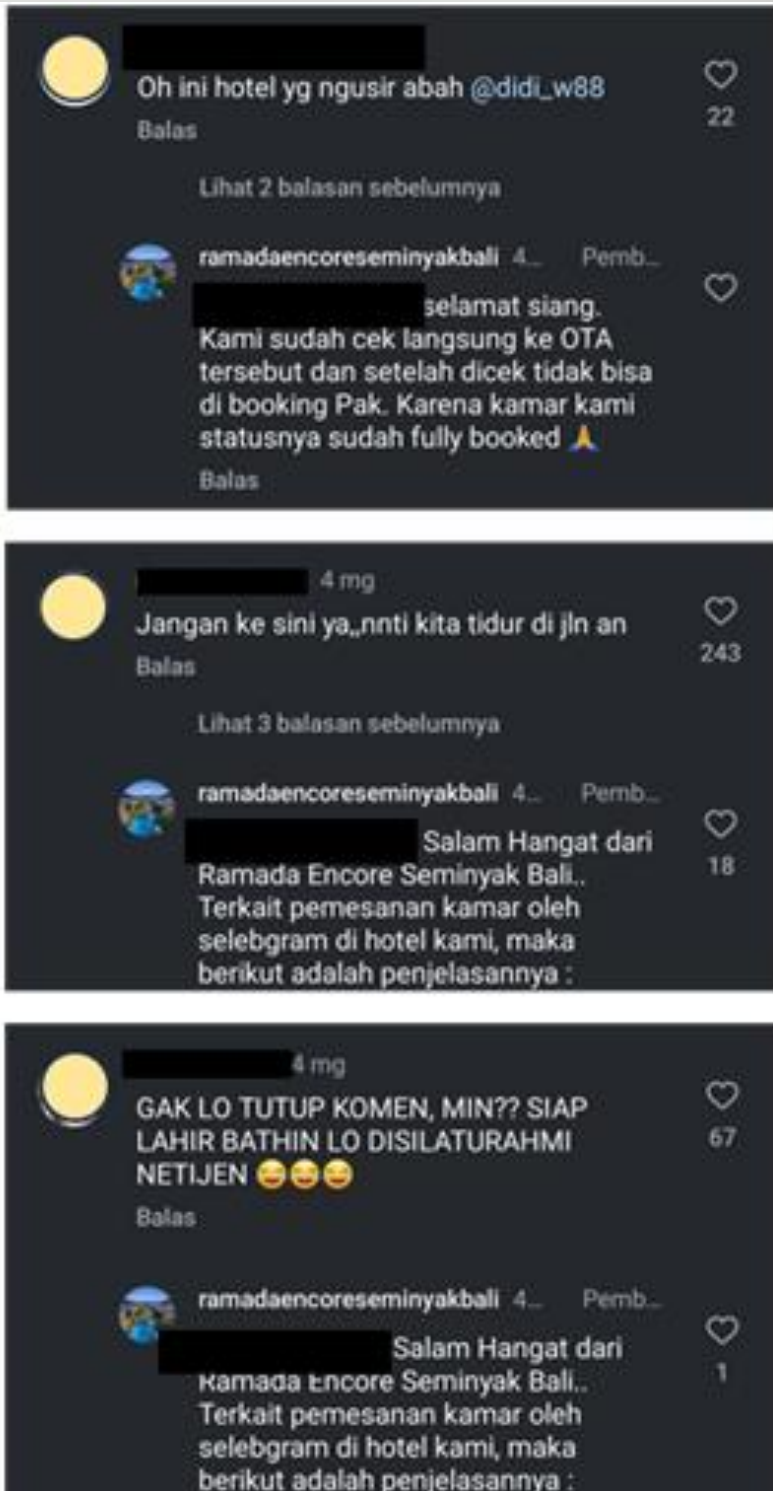 Oh ini hotel yg ngusir abah @didi_w88
22
Balas
Lihat 2 balasan sebelumnya
ramadaencoreseminyakbali 4... Pemb...
selamat siang.
Kami sudah cek langsung ke OTA
tersebut dan setelah dicek tidak bisa
di booking Pak. Karena kamar kami
statusnya sudah fully booked 🙏
Balas
4 mg
Jangan ke sini ya,,nnti kita tidur di jln an
243
Balas
Lihat 3 balasan sebelumnya
ramadaencoreseminyakbali 4... Pemb...
Salam Hangat dari
18
Ramada Encore Seminyak Bali..
Terkait pemesanan kamar oleh
selebgram di hotel kami, maka
berikut adalah penjelasannya :
4 mg
GAK LO TUTUP KOMEN, MIN?? SIAP
67
LAHIR BATHIN LO DISILATURAHMI
NETIJEN 😂😂😂
Balas
ramadaencoreseminyakbali 4... Pemb...
Salam Hangat dari
1
Ramada Encore Seminyak Bali..
Terkait pemesanan kamar oleh
selebgram di hotel kami, maka
berikut adalah penjelasannya :